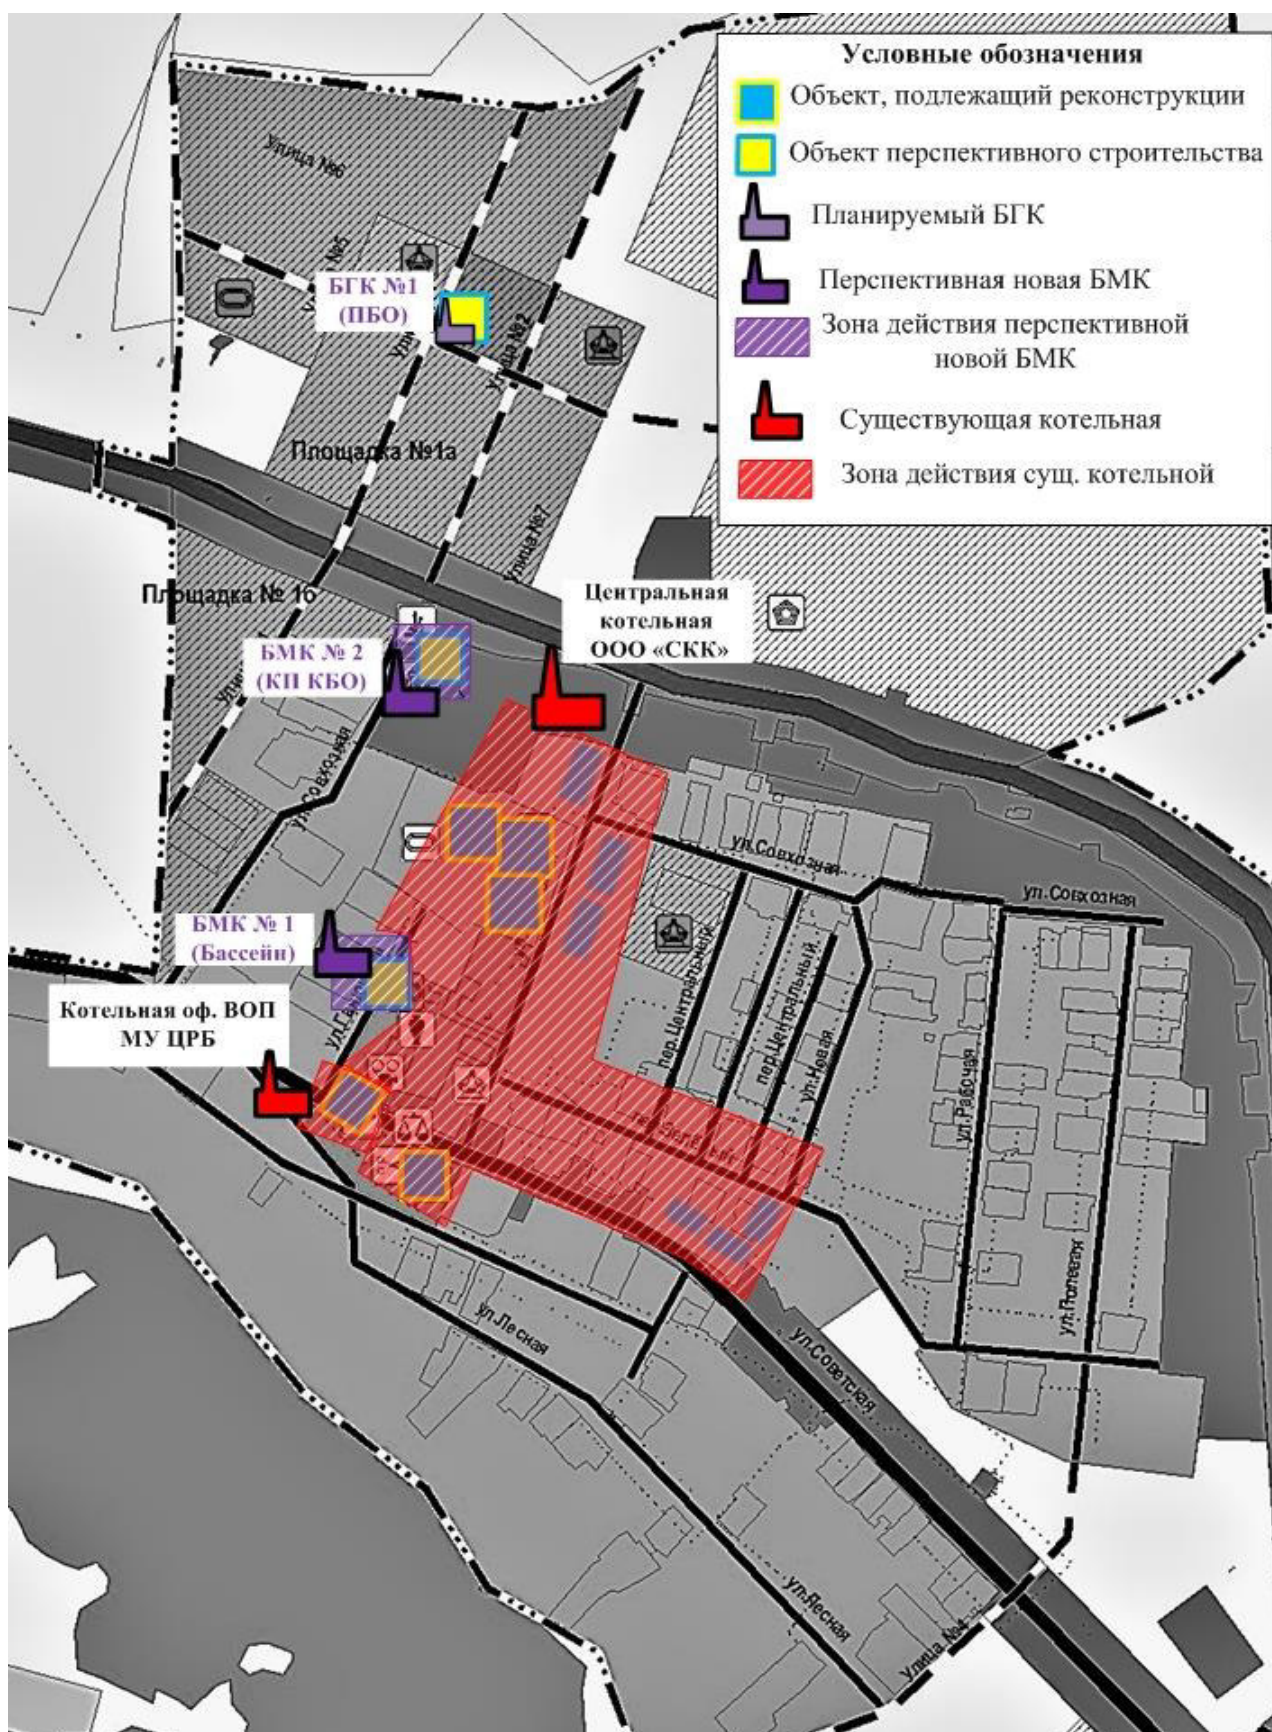 Условные обозначения
Объект, подлежащий реконструкции
Объект перспективного строительства
Планируемый БГК
Перспективная новая БМК
Зона действия перспективной
новой БМК
Существующая котельная
Зона действия сущ. котельной
Улица №6
№5
БГК №1
(ПБО)
Улица №2
Площадка №1а
Улица №7
Площадка № 1б
Центральная
котельная
ООО «СКК»
БМК № 2
(КП КБО)
ул.Совхозная
ул.Совхозная
ул.Совхозная
БМК № 1
(Бассейн)
пер.Центральный
пер.Центральный
ул.Новая
ул.Рабочая
ул.Полевая
Котельная оф. ВОП
МУ ЦРБ
ул.Лесная
ул.Советская
ул.Лесная
Улица №4